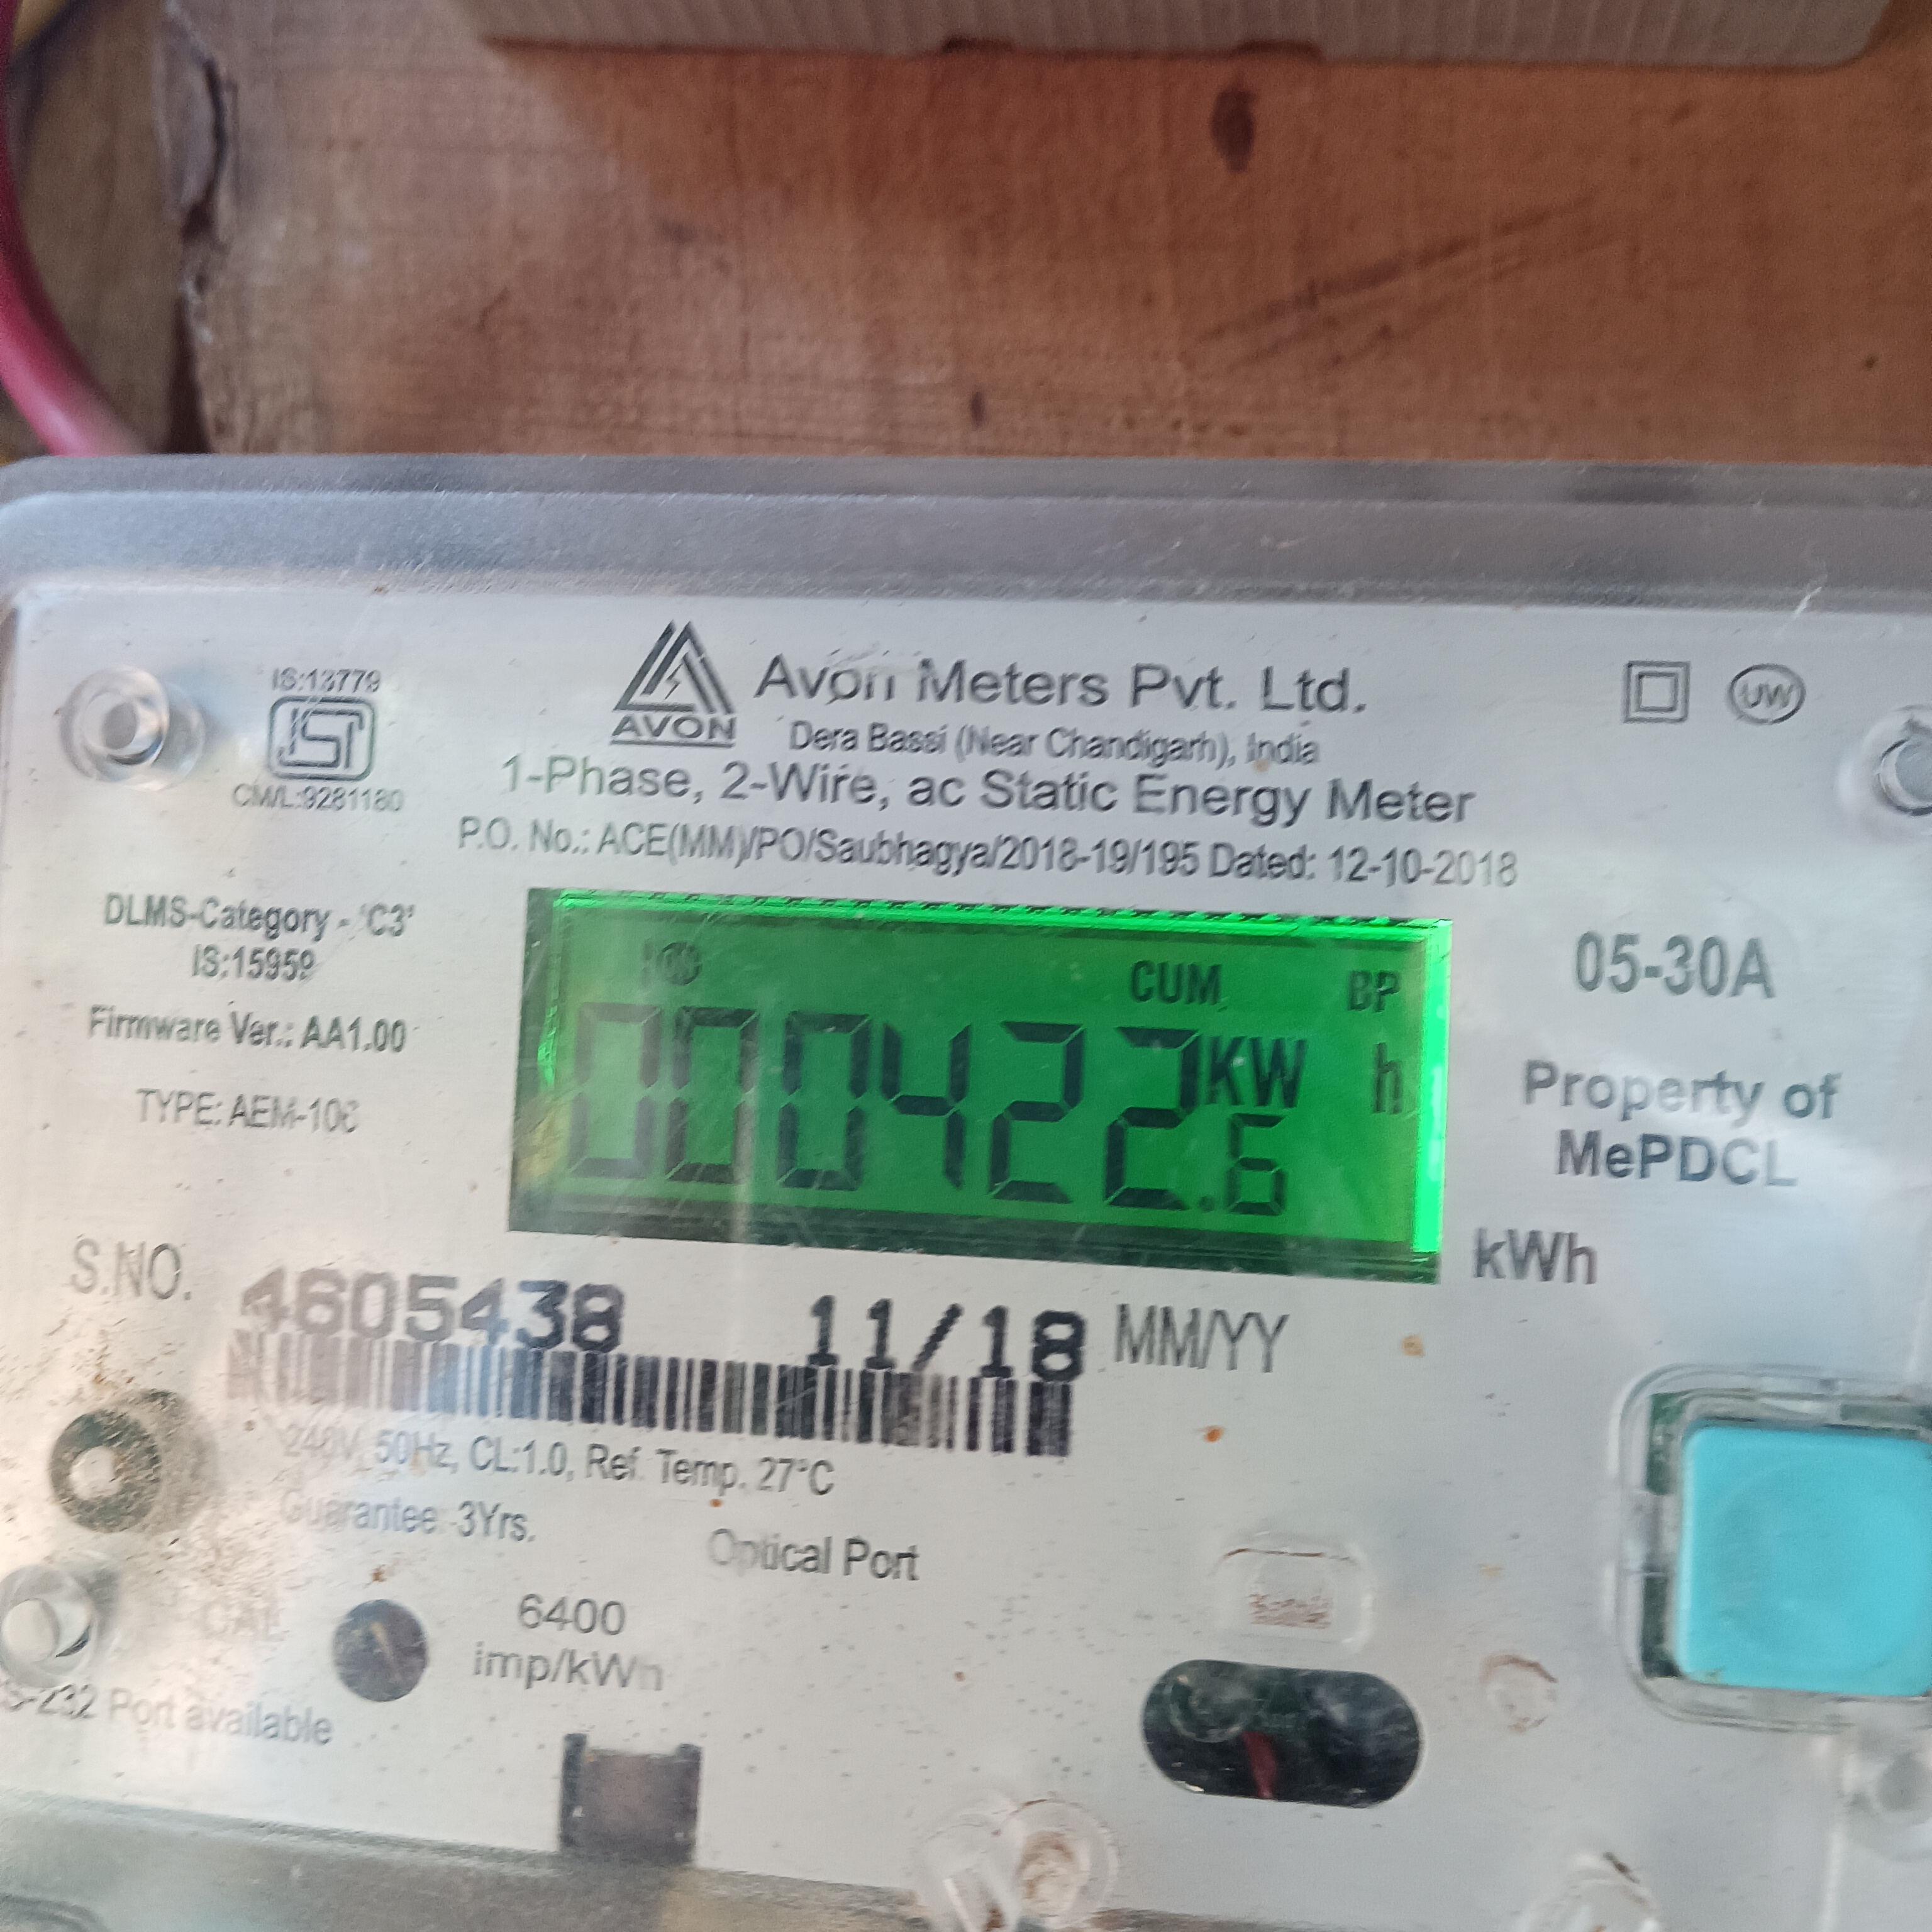 IS:13779
ISI
CM/L:9281180
AVON
Avon Meters Pvt. Ltd.
Dera Bassi (Near Chandigarh), India
1-Phase, 2-Wire, ac Static Energy Meter
P.O. No.: ACE(MM)/PO/Saubhagya/2018-19/195 Dated: 12-10-2018
UW
DLMS-Category - 'C3'
IS:15959
Firmware Ver.: AA1.00
TYPE: AEM-106
CUM BP
000422.6 KW h
05-30A
Property of
MePDCL
kWh
S.NO. 4605438 11/18 MM/YY
240V, 50Hz, CL:1.0, Ref. Temp. 27°C
Guarantee: 3Yrs.
Optical Port
CAL
6400
imp/kWh
S-232 Port available